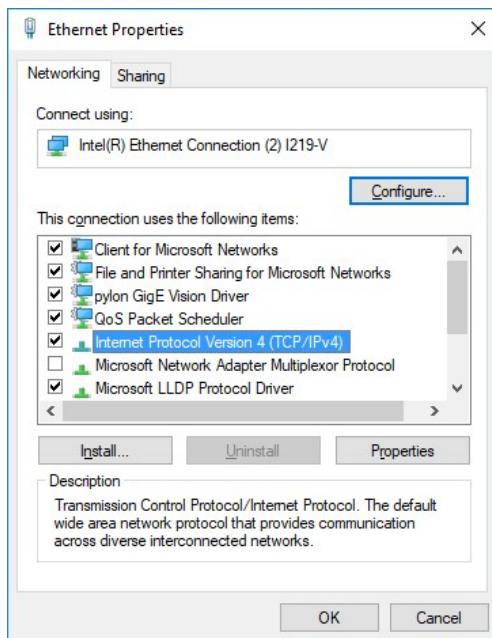 Ethernet Properties
Networking
Sharing
Connect using:
Intel(R) Ethernet Connection (2) I219-V
Configure...
This connection uses the following items:
Client for Microsoft Networks
File and Printer Sharing for Microsoft Networks
pylon GigE Vision Driver
QoS Packet Scheduler
Internet Protocol Version 4 (TCP/IPv4)
Microsoft Network Adapter Multiplexor Protocol
Microsoft LLDP Protocol Driver
Install...
Uninstall
Properties
Description
Transmission Control Protocol/Internet Protocol. The default
wide area network protocol that provides communication
across diverse interconnected networks.
OK
Cancel